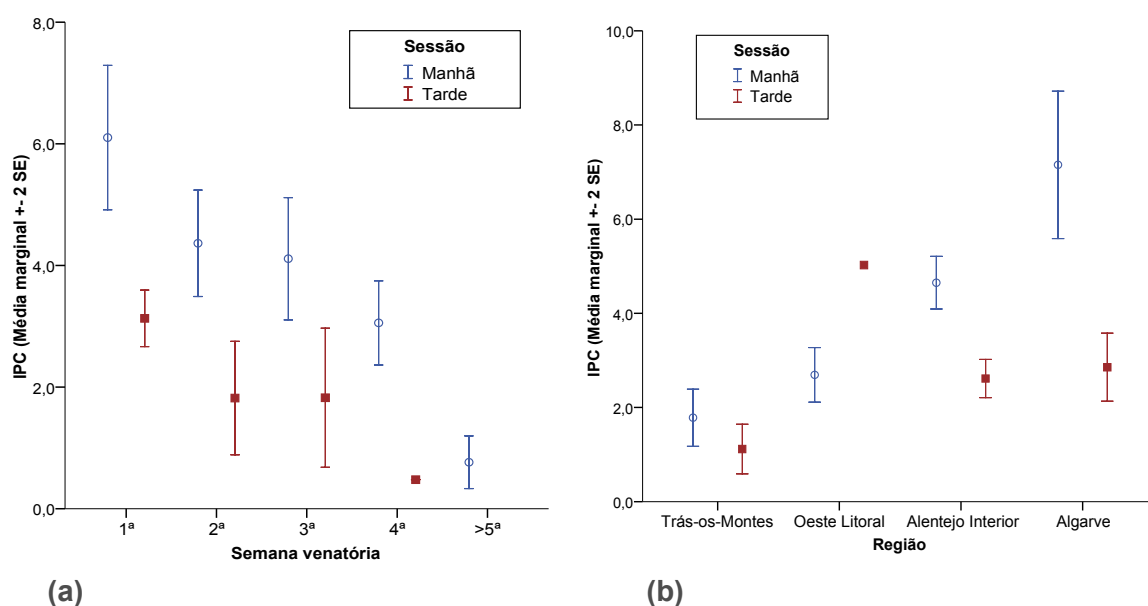 IPC (Média marginal +- 2 SE)
8,0
6,0
4,0
2,0
0,0
Sessão
Manhã
Tarde
1ª
2ª
3ª
4ª
>5ª
Semana venatória
(a)
IPC (Média marginal +- 2 SE)
10,0
8,0
6,0
4,0
2,0
0,0
Sessão
Manhã
Tarde
Trás-os-Montes
Oeste Litoral
Alentejo Interior
Algarve
Região
(b)